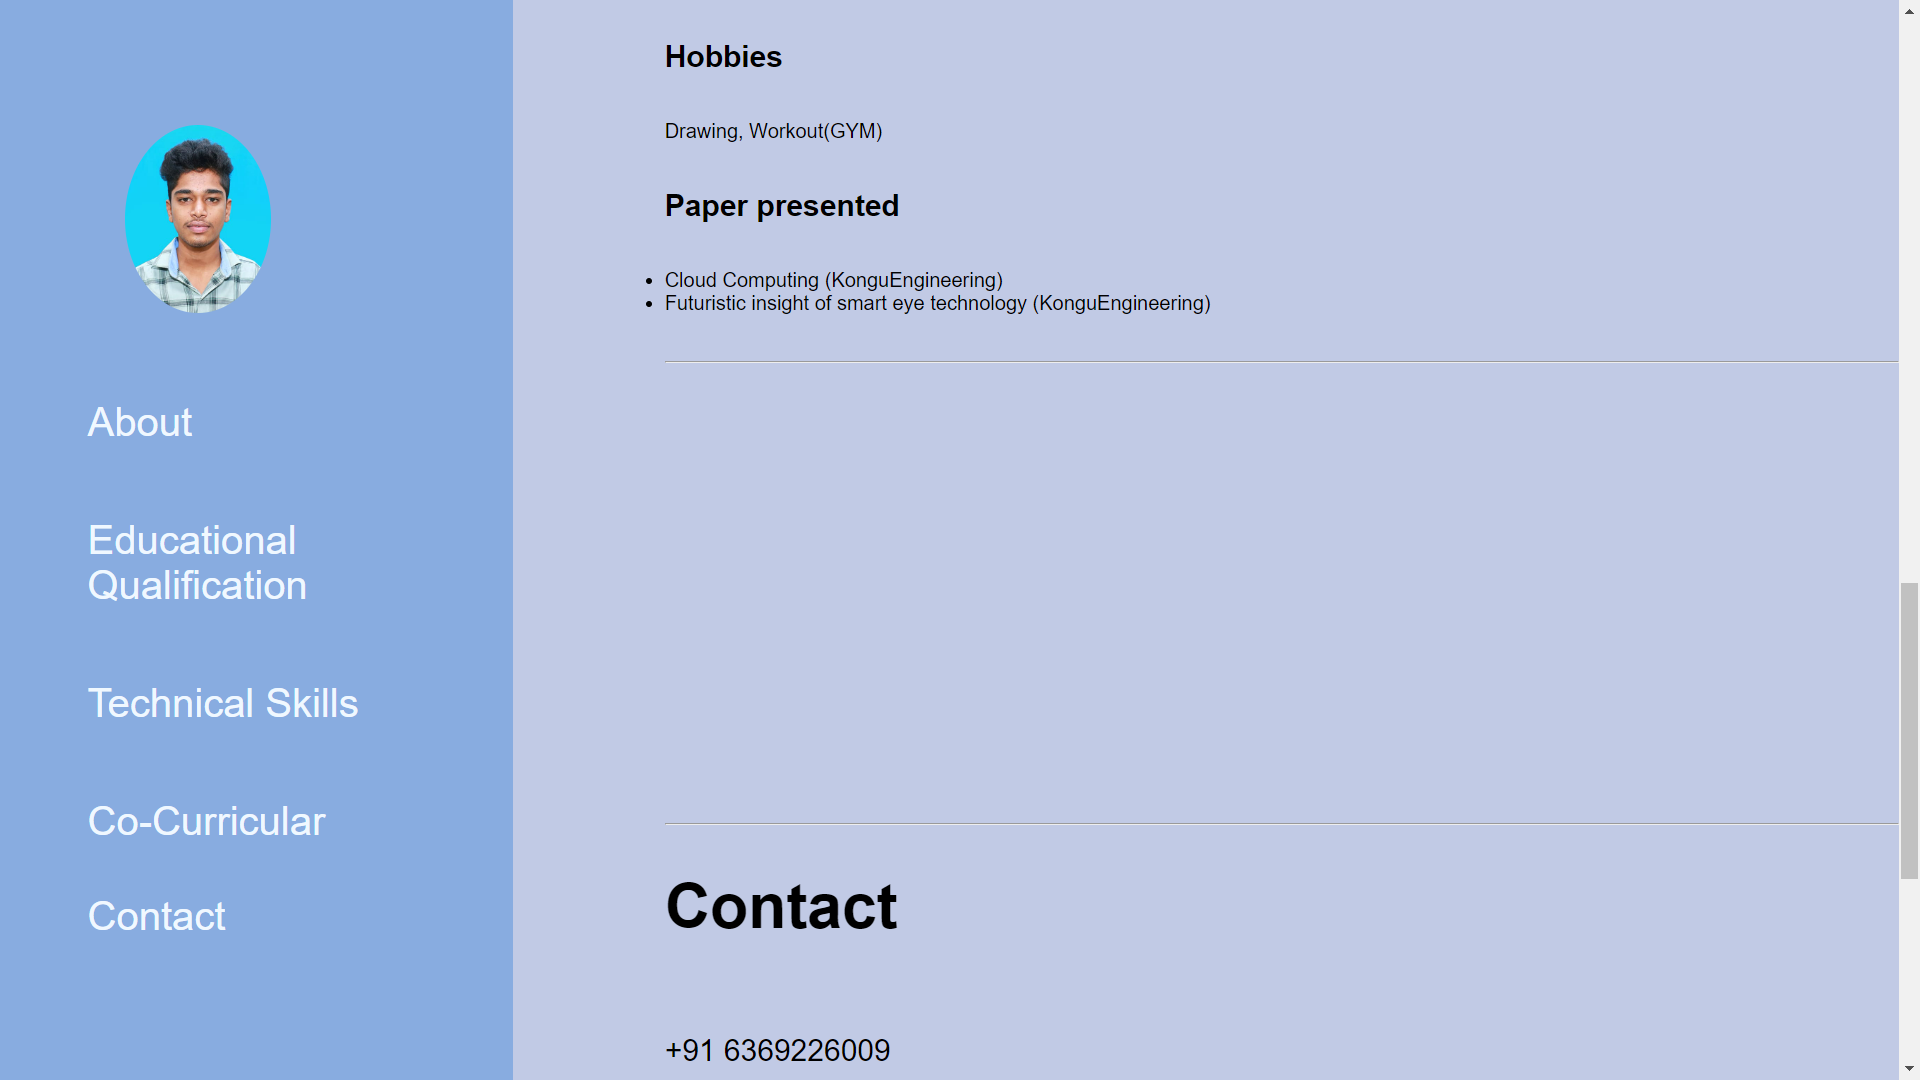 About
Educational
Qualification
Technical Skills
Co-Curricular
Contact
Hobbies
Drawing, Workout(GYM)
Paper presented
Cloud Computing (KonguEngineering)
Futuristic insight of smart eye technology (KonguEngineering)
Contact
+91 6369226009